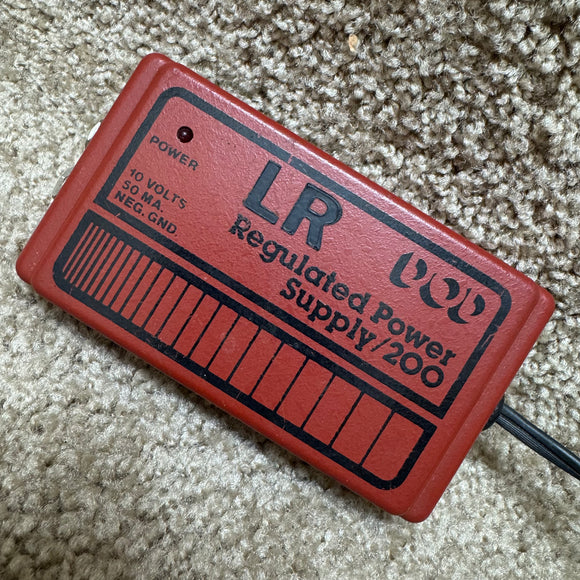 POWER
10 VOLTS
50 MA.
NEG. GND.
LR
DOD
Regulated Power
Supply/200